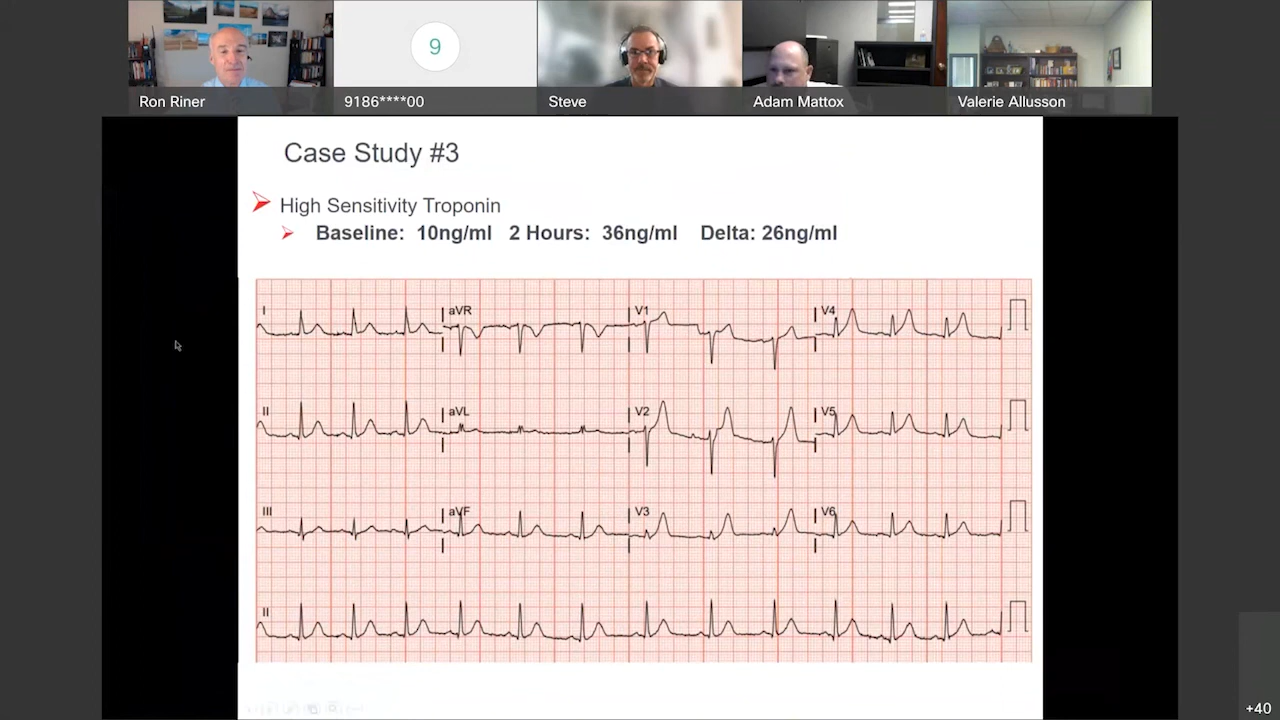 9
Ron Riner
9186****00
Steve
Adam Mattox
Valerie Allusson
Case Study #3
High Sensitivity Troponin
Baseline: 10ng/ml 2 Hours: 36ng/ml Delta: 26ng/ml
I aVR V1 V4
II aVL V2 V5
III aVF V3 V6
II
+40